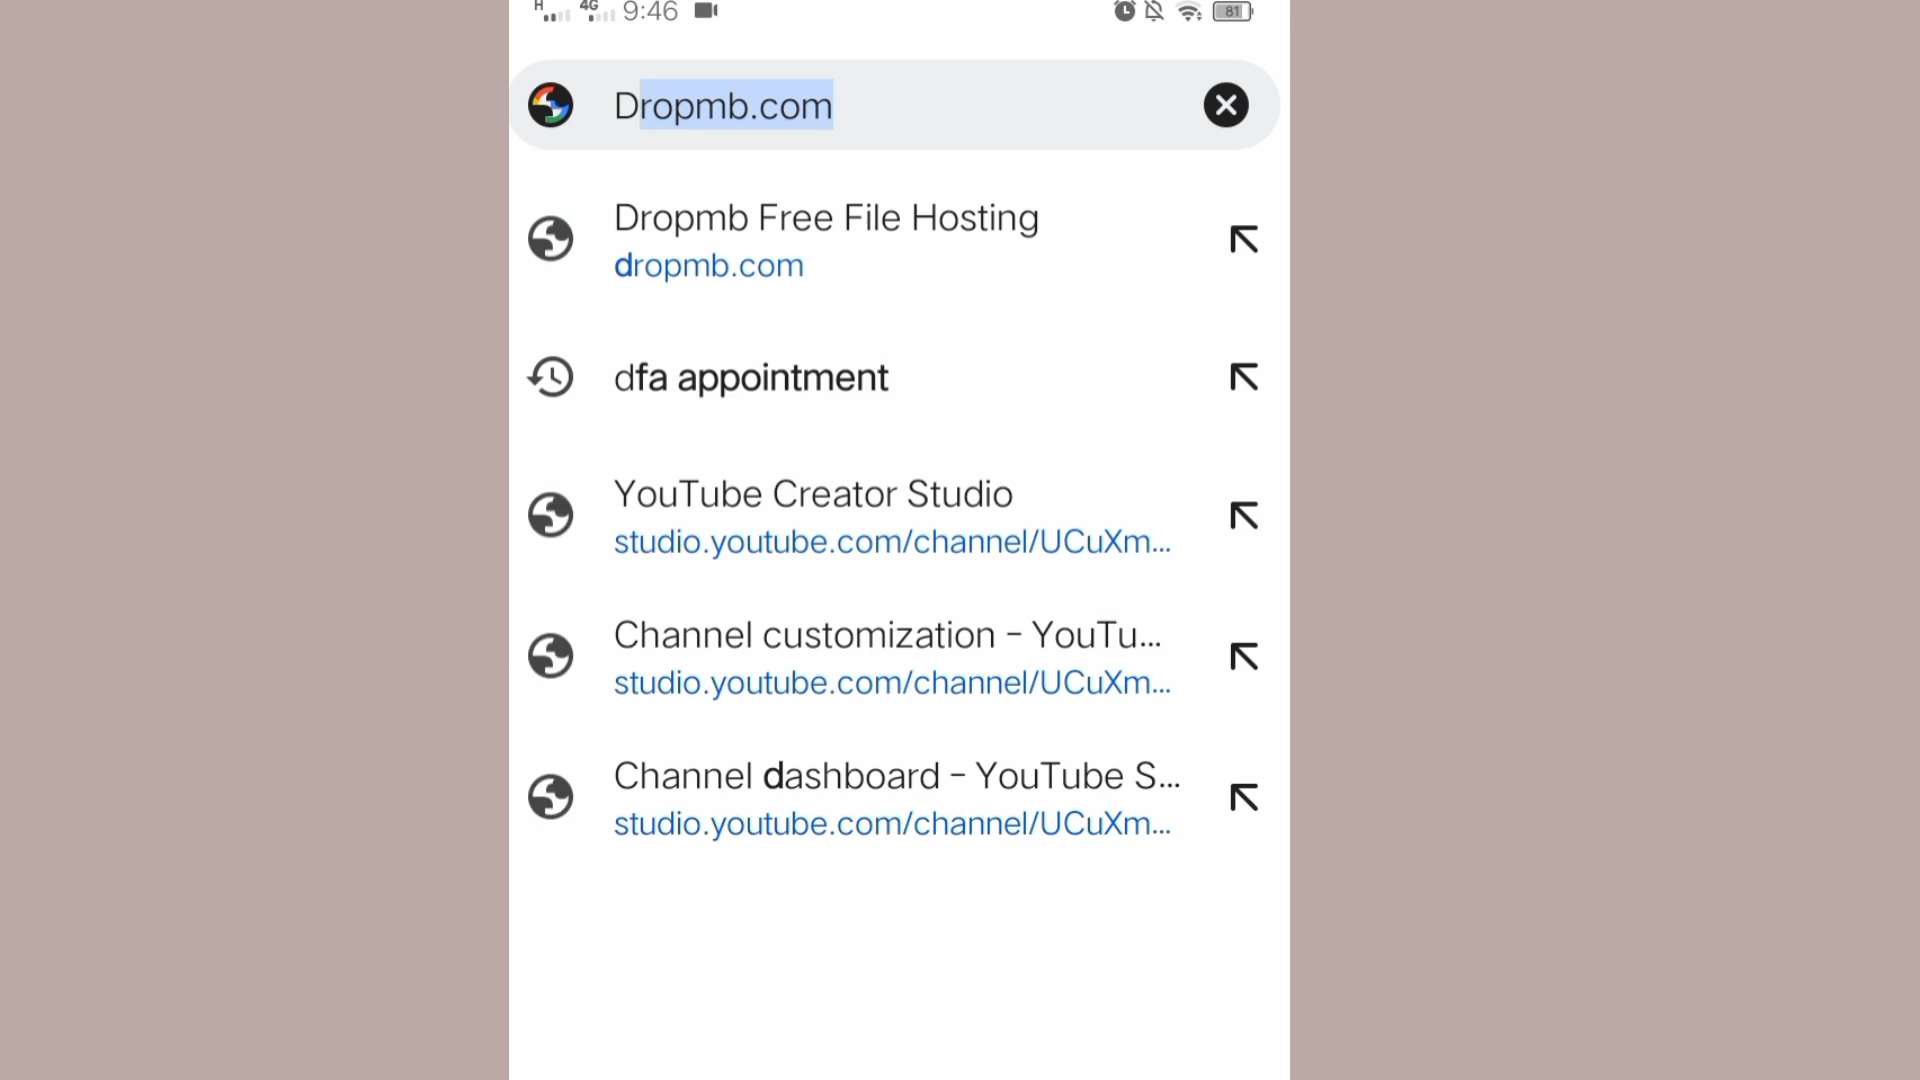 H 4G 9:46 81
Dropmb.com
Dropmb Free File Hosting
dropmb.com
dfa appointment
YouTube Creator Studio
studio.youtube.com/channel/UCuXm...
Channel customization - YouTu...
studio.youtube.com/channel/UCuXm...
Channel dashboard - YouTube S...
studio.youtube.com/channel/UCuXm...